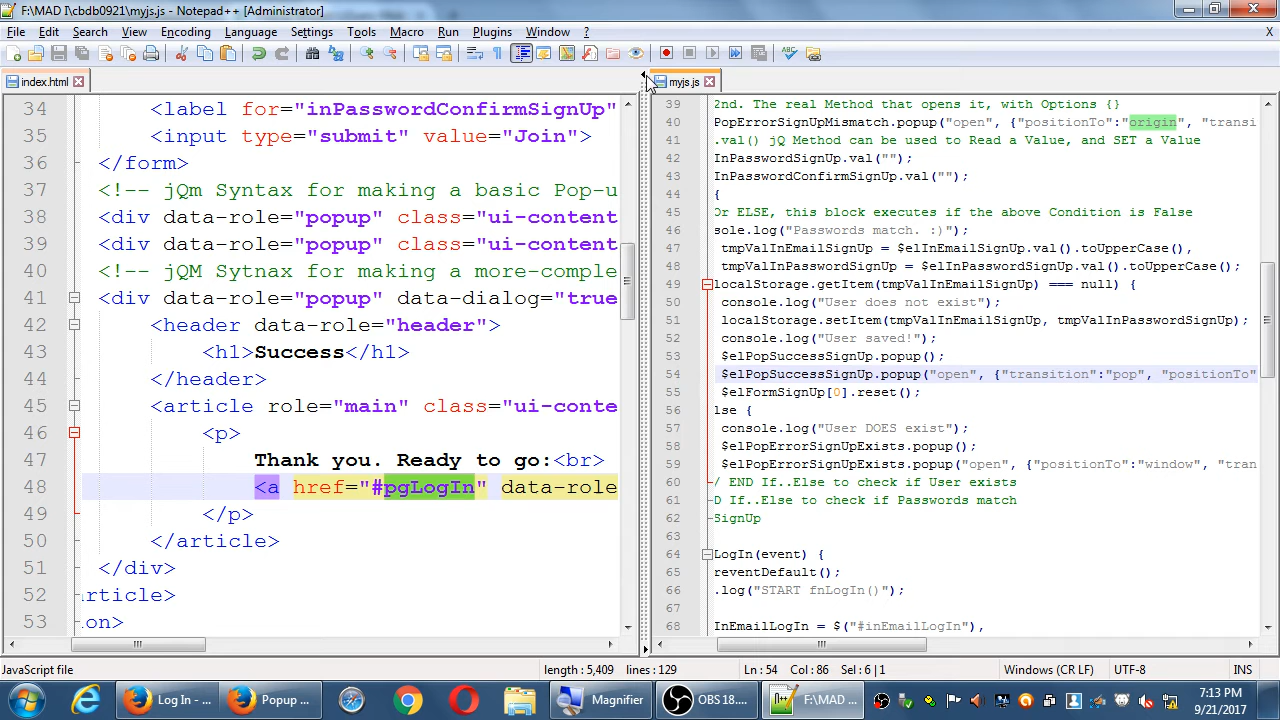 F:\MAD I\cbdb0921\myjs.js - Notepad++ [Administrator]
File Edit Search View Encoding Language Settings Tools Macro Run Plugins Window ?
index.html
34 <label for="inPasswordConfirmSignUp"
35 <input type="submit" value="Join">
36 </form>
37 <!-- jQm Syntax for making a basic Pop-u
38 <div data-role="popup" class="ui-content
39 <div data-role="popup" class="ui-content
40 <!-- jQM Sytnax for making a more-comple
41 <div data-role="popup" data-dialog="true
42 <header data-role="header">
43 <h1>Success</h1>
44 </header>
45 <article role="main" class="ui-conte
46 <p>
47 Thank you. Ready to go:<br>
48 <a href="#pgLogIn" data-role
49 </p>
50 </article>
51 </div>
52 article>
53 on>
myjs.js
39 2nd. The real Method that opens it, with Options {}
40 PopErrorSignUpMismatch.popup("open", {"positionTo":"origin", "transi
41 .val() jQ Method can be used to Read a Value, and SET a Value
42 InPasswordSignUp.val("");
43 InPasswordConfirmSignUp.val("");
44 {
45 Or ELSE, this block executes if the above Condition is False
46 sole.log("Passwords match. :)");
47 tmpValInEmailSignUp = $elInEmailSignUp.val().toUpperCase(),
48 tmpValInPasswordSignUp = $elInPasswordSignUp.val().toUpperCase();
49 localStorage.getItem(tmpValInEmailSignUp) === null) {
50 console.log("User does not exist");
51 localStorage.setItem(tmpValInEmailSignUp, tmpValInPasswordSignUp);
52 console.log("User saved!");
53 $elPopSuccessSignUp.popup();
54 $elPopSuccessSignUp.popup("open", {"transition":"pop", "positionTo"
55 $elFormSignUp[0].reset();
56 lse {
57 console.log("User DOES exist");
58 $elPopErrorSignUpExists.popup();
59 $elPopErrorSignUpExists.popup("open", {"positionTo":"window", "tran
60 / END If..Else to check if User exists
61 D If..Else to check if Passwords match
62 SignUp
63
64 LogIn(event) {
65 reventDefault();
66 .log("START fnLogIn()");
67
68 InEmailLogIn = $("#inEmailLogIn"),
JavaScript file length : 5,409 lines : 129 Ln : 54 Col : 86 Sel : 6 | 1 Windows (CR LF) UTF-8 INS
Log In - ... Popup ... Magnifier OBS 18.... F:\MAD ... 7:13 PM
9/21/2017